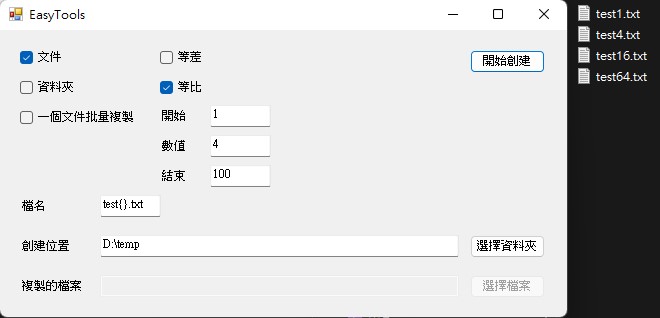 EasyTools
文件
等差
開始創建
資料夾
等比
一個文件批量複製
開始
1
數值
4
結束
100
檔名
test{}.txt
創建位置
D:\temp
選擇資料夾
複製的檔案
選擇檔案
test1.txt
test4.txt
test16.txt
test64.txt